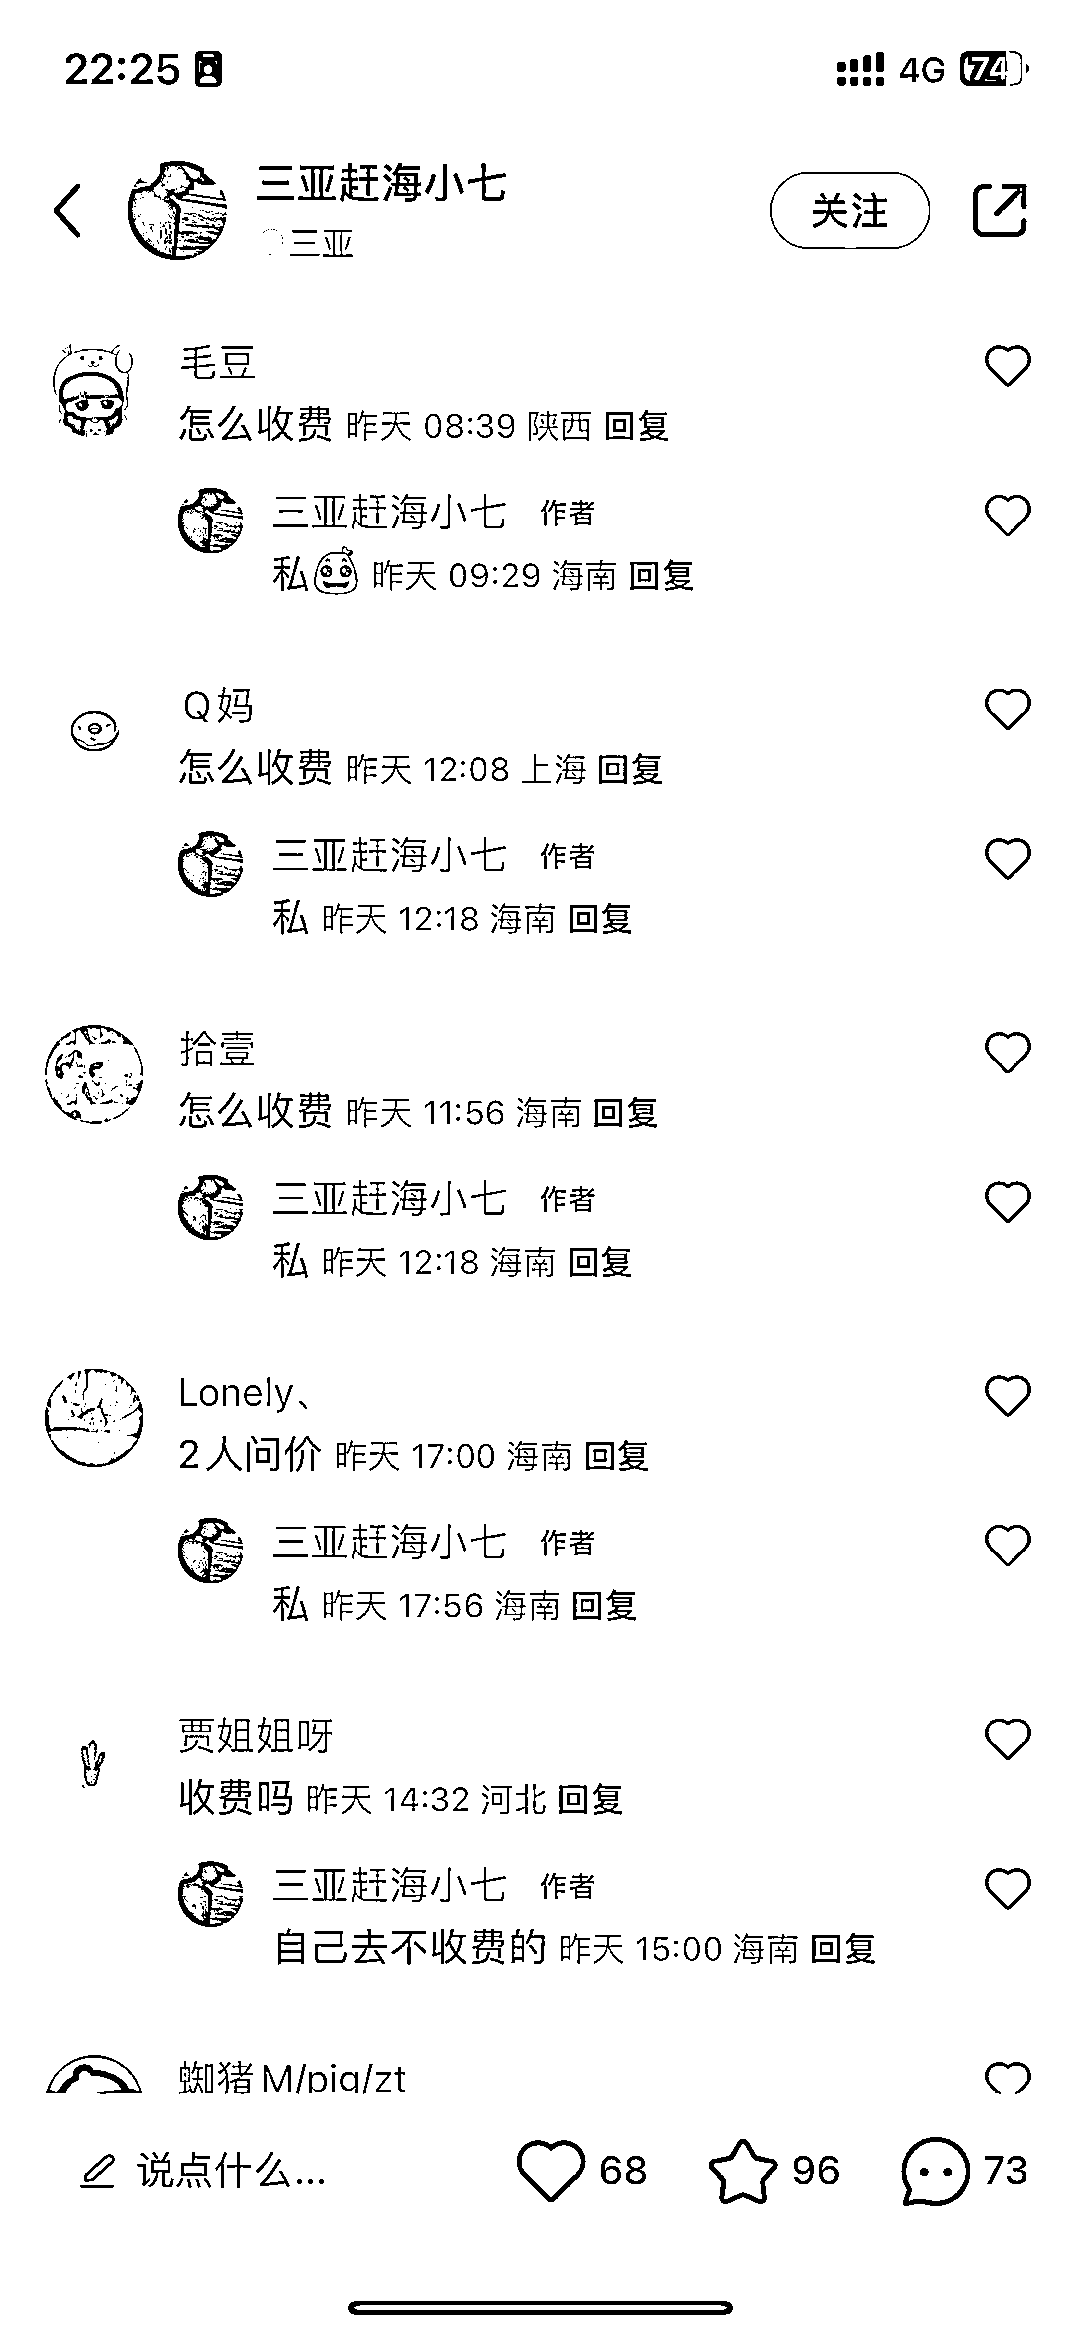 22:25
4G 74
三亚赶海小七
三亚
关注
毛豆
怎么收费 昨天 08:39 陕西 回复
三亚赶海小七 作者
私 昨天 09:29 海南 回复
Q妈
怎么收费 昨天 12:08 上海 回复
三亚赶海小七 作者
私 昨天 12:18 海南 回复
拾壹
怎么收费 昨天 11:56 海南 回复
三亚赶海小七 作者
私 昨天 12:18 海南 回复
Lonely、
2人问价 昨天 17:00 海南 回复
三亚赶海小七 作者
私 昨天 17:56 海南 回复
贾姐姐呀
收费吗 昨天 14:32 河北 回复
三亚赶海小七 作者
自己去不收费的 昨天 15:00 海南 回复
蜘猪M/pig/zt
说点什么...
68
96
73